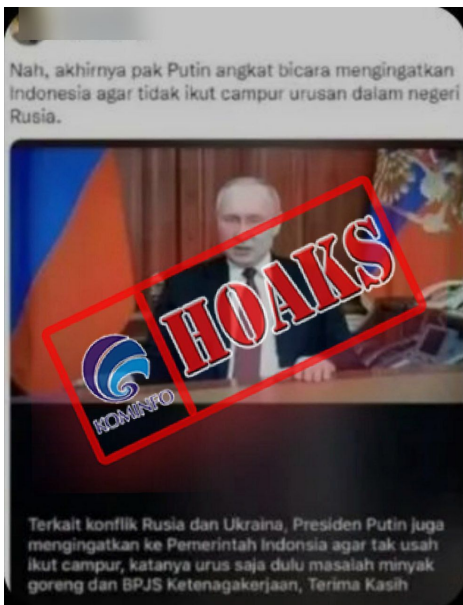 Nah, akhirnya pak Putin angkat bicara mengingatkan
Indonesia agar tidak ikut campur urusan dalam negeri
Rusia.
HOAKS
KOMINFO
Terkait konflik Rusia dan Ukraina, Presiden Putin juga
mengingatkan ke Pemerintah Indonsia agar tak usah
ikut campur, katanya urus saja dulu masalah minyak
goreng dan BPJS Ketenagakerjaan, Terima Kasih